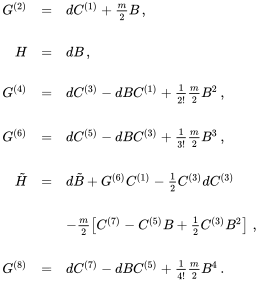 G^{(2)} = dC^{(1)} + \frac{m}{2} B ,
H = dB ,
G^{(4)} = dC^{(3)} − dBC^{(1)} + \frac{1}{2!} \frac{m}{2} B^2 ,
G^{(6)} = dC^{(5)} − dBC^{(3)} + \frac{1}{3!} \frac{m}{2} B^3 ,
\tilde{H} = d\tilde{B} + G^{(6)} C^{(1)} − \frac{1}{2} C^{(3)} dC^{(3)}
− \frac{m}{2} [ C^{(7)} − C^{(5)} B + \frac{1}{2} C^{(3)} B^2 ] ,
G^{(8)} = dC^{(7)} − dBC^{(5)} + \frac{1}{4!} \frac{m}{2} B^4 .